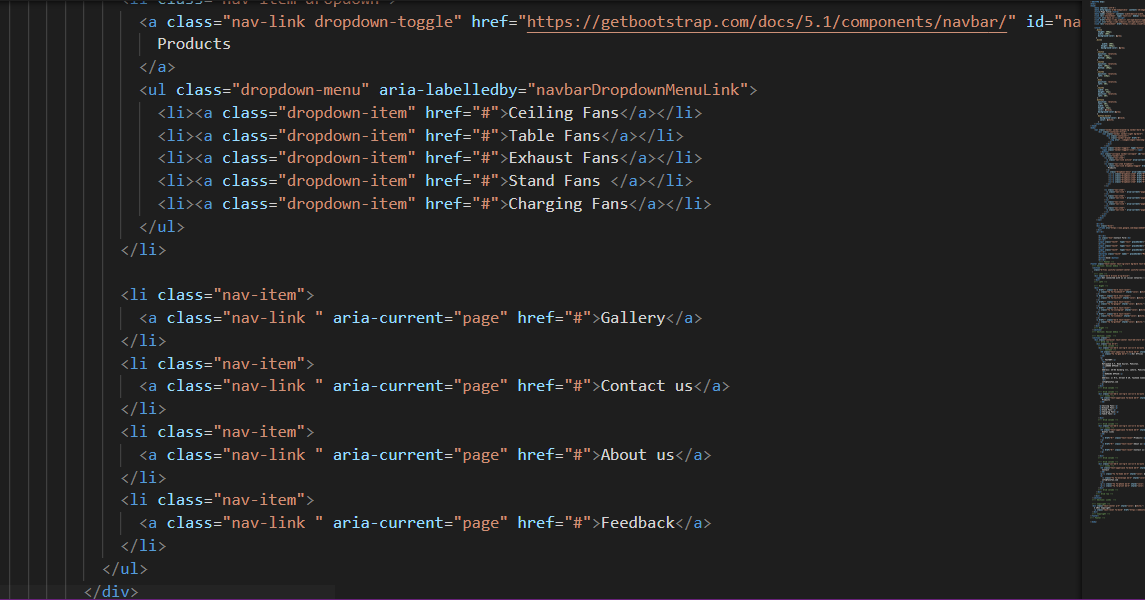 <li class="nav-item dropdown">
<a class="nav-link dropdown-toggle" href="https://getbootstrap.com/docs/5.1/components/navbar/" id="na
Products
</a>
<ul class="dropdown-menu" aria-labelledby="navbarDropdownMenuLink">
<li><a class="dropdown-item" href="#">Ceiling Fans</a></li>
<li><a class="dropdown-item" href="#">Table Fans</a></li>
<li><a class="dropdown-item" href="#">Exhaust Fans</a></li>
<li><a class="dropdown-item" href="#">Stand Fans </a></li>
<li><a class="dropdown-item" href="#">Charging Fans</a></li>
</ul>
</li>
<li class="nav-item">
<a class="nav-link " aria-current="page" href="#">Gallery</a>
</li>
<li class="nav-item">
<a class="nav-link " aria-current="page" href="#">Contact us</a>
</li>
<li class="nav-item">
<a class="nav-link " aria-current="page" href="#">About us</a>
</li>
<li class="nav-item">
<a class="nav-link " aria-current="page" href="#">Feedback</a>
</li>
</ul>
</div>